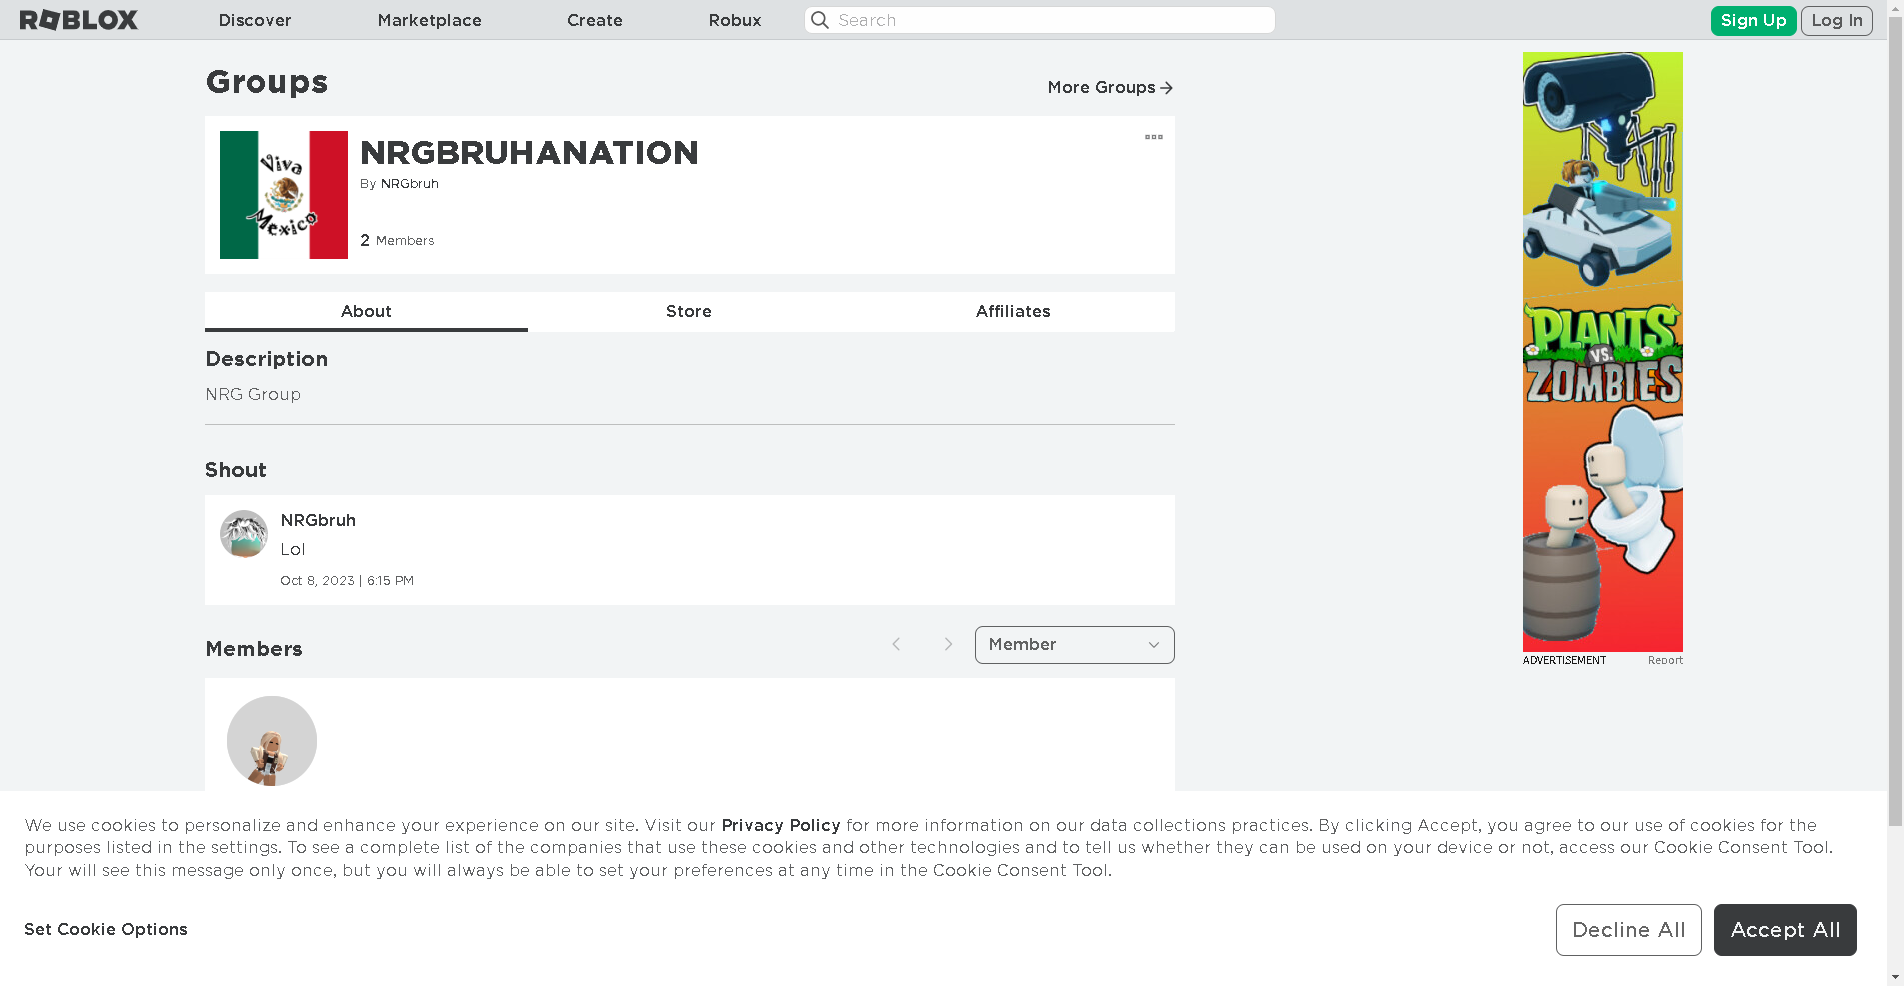 ROBLOX
Discover
Marketplace
Create
Robux
Search
Sign Up
Log In
Groups
More Groups
Viva
Mexico
NRGBRUHANATION
By NRGbruh
2 Members
About
Store
Affiliates
Description
NRG Group
Shout
NRGbruh
Lol
Oct 8, 2023 | 6:15 PM
Members
Member
PLANTS
VS.
ZOMBIES
ADVERTISEMENT
Report
We use cookies to personalize and enhance your experience on our site. Visit our Privacy Policy for more information on our data collections practices. By clicking Accept, you agree to our use of cookies for the
purposes listed in the settings. To see a complete list of the companies that use these cookies and other technologies and to tell us whether they can be used on your device or not, access our Cookie Consent Tool.
Your will see this message only once, but you will always be able to set your preferences at any time in the Cookie Consent Tool.
Set Cookie Options
Decline All
Accept All